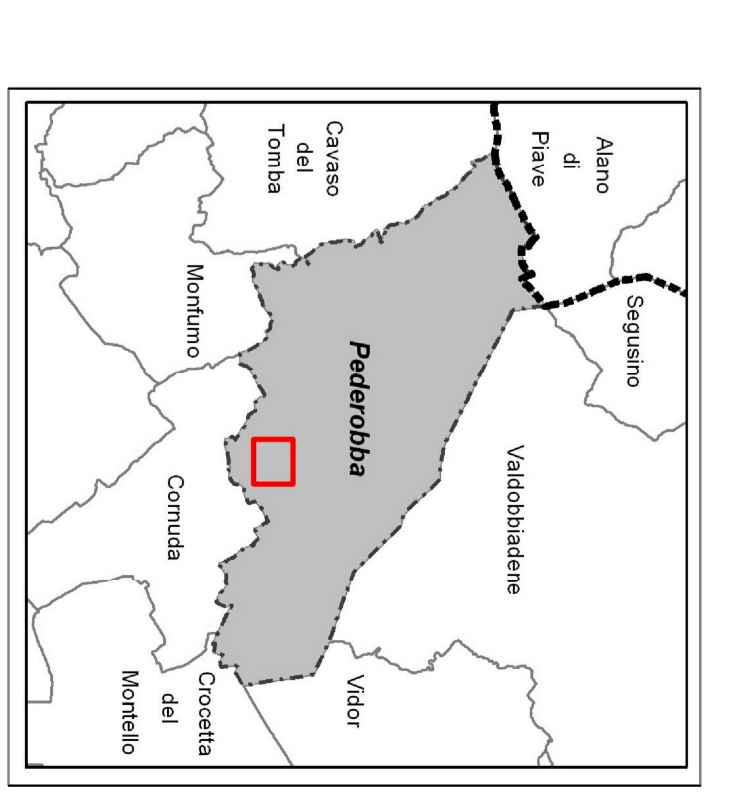 Alano
di
Piave
Segusino
Valdobbiadene
Cavaso
del
Tomba
Pederobba
Vidor
Monfumo
Cornuda
Crocetta
del
Montello